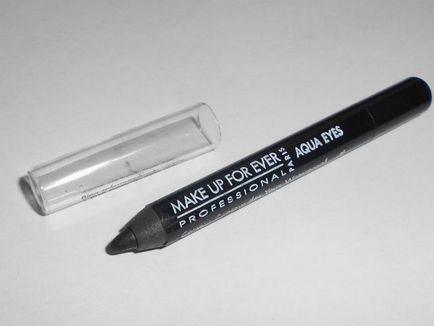 MAKE UP FOR EVER
PROFESSIONAL PARIS
AQUA EYES